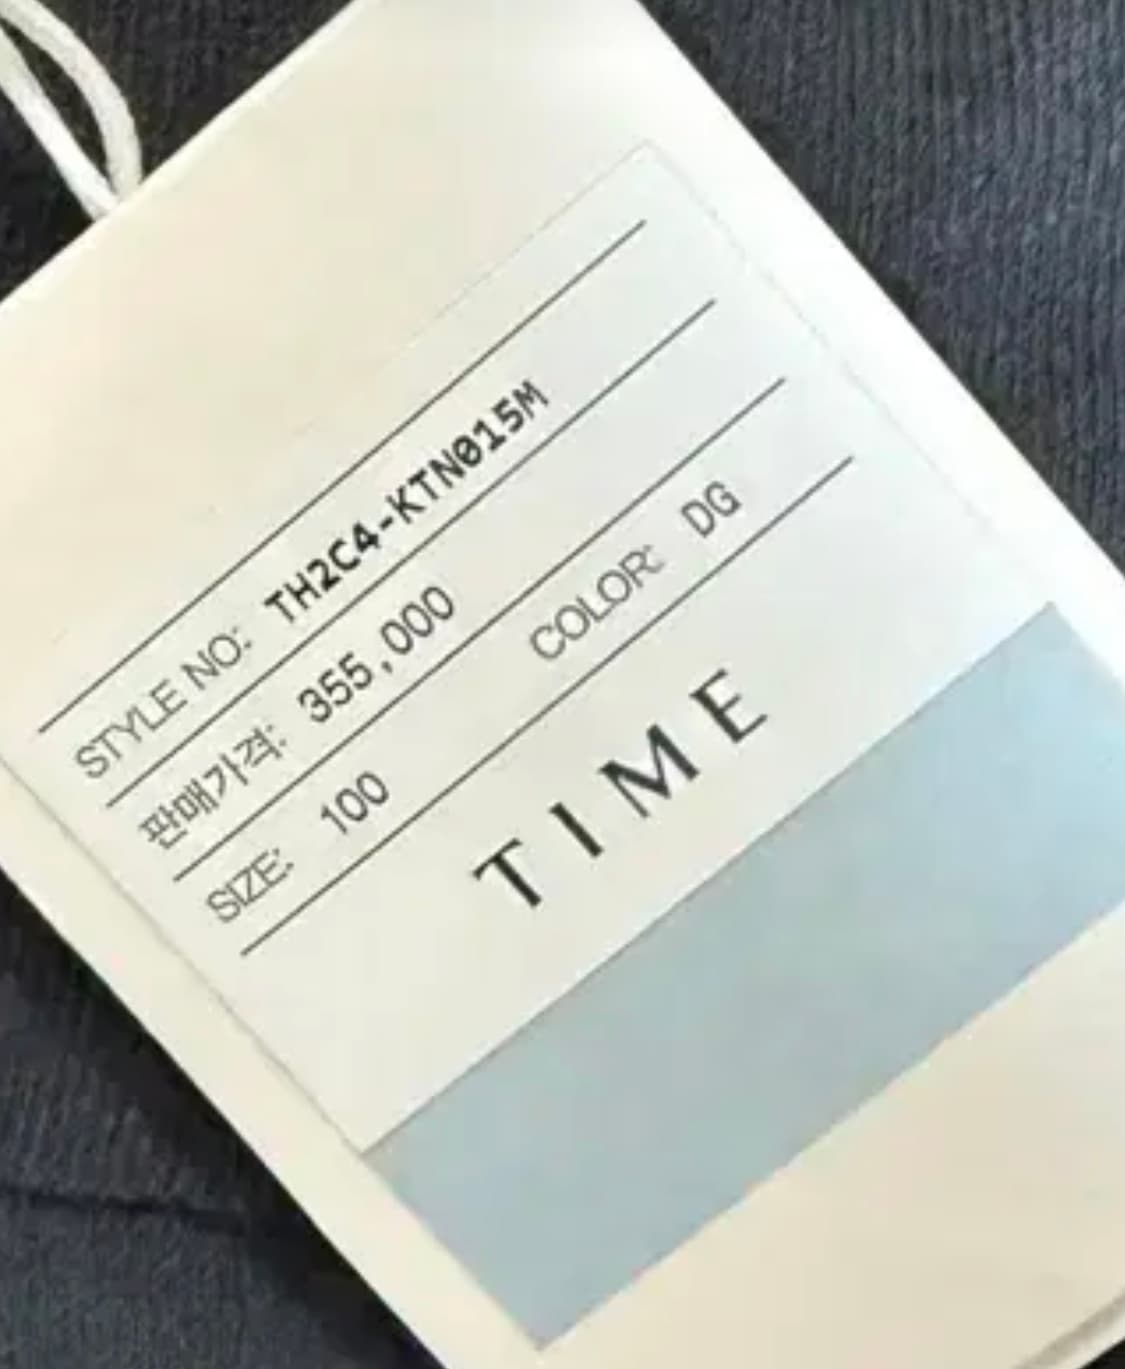 STYLE NO: TH2C4-KTN015M
판매가격: 355,000
SIZE: 100 COLOR: DG
TIME